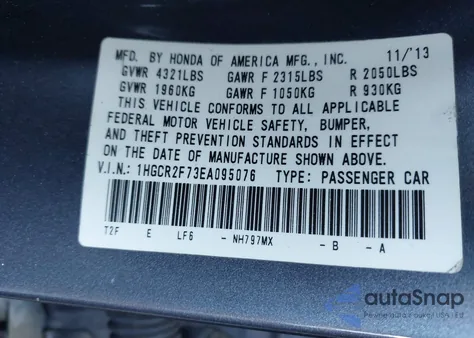 MFD. BY HONDA OF AMERICA MFG., INC. 11/'13
GVWR 4321LBS GAWR F 2315LBS R 2050LBS
GVWR 1960KG GAWR F 1050KG R 930KG
THIS VEHICLE CONFORMS TO ALL APPLICABLE
FEDERAL MOTOR VEHICLE SAFETY, BUMPER,
AND THEFT PREVENTION STANDARDS IN EFFECT
ON THE DATE OF MANUFACTURE SHOWN ABOVE.
V.I.N.: 1HGCR2F73EA095076 TYPE: PASSENGER CAR
T2F E LF6 - NH797MX - B - A
autoSnap